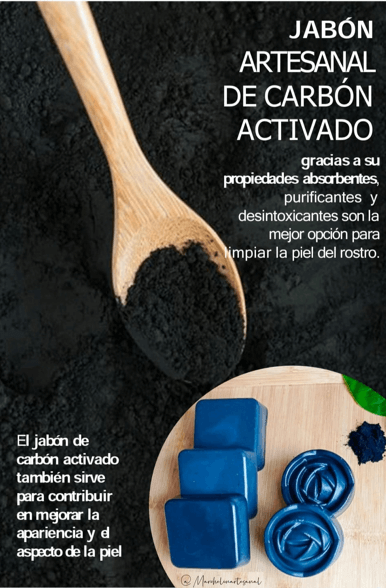 JABÓN
ARTESANAL
DE CARBÓN
ACTIVADO
gracias a su
propiedades absorbentes,
purificantes y
desintoxicantes son la
mejor opción para
limpiar la piel del rostro.
El jabón de
carbón activado
también sirve
para contribuir
en mejorar la
apariencia y el
aspecto de la piel
@Marchelenartesanal